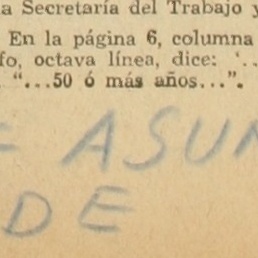 a Secretaría del Trabajo y
En la página 6, columna
fo, octava línea, dice: '..
"...50 ó más años...".
= ASUN
DE